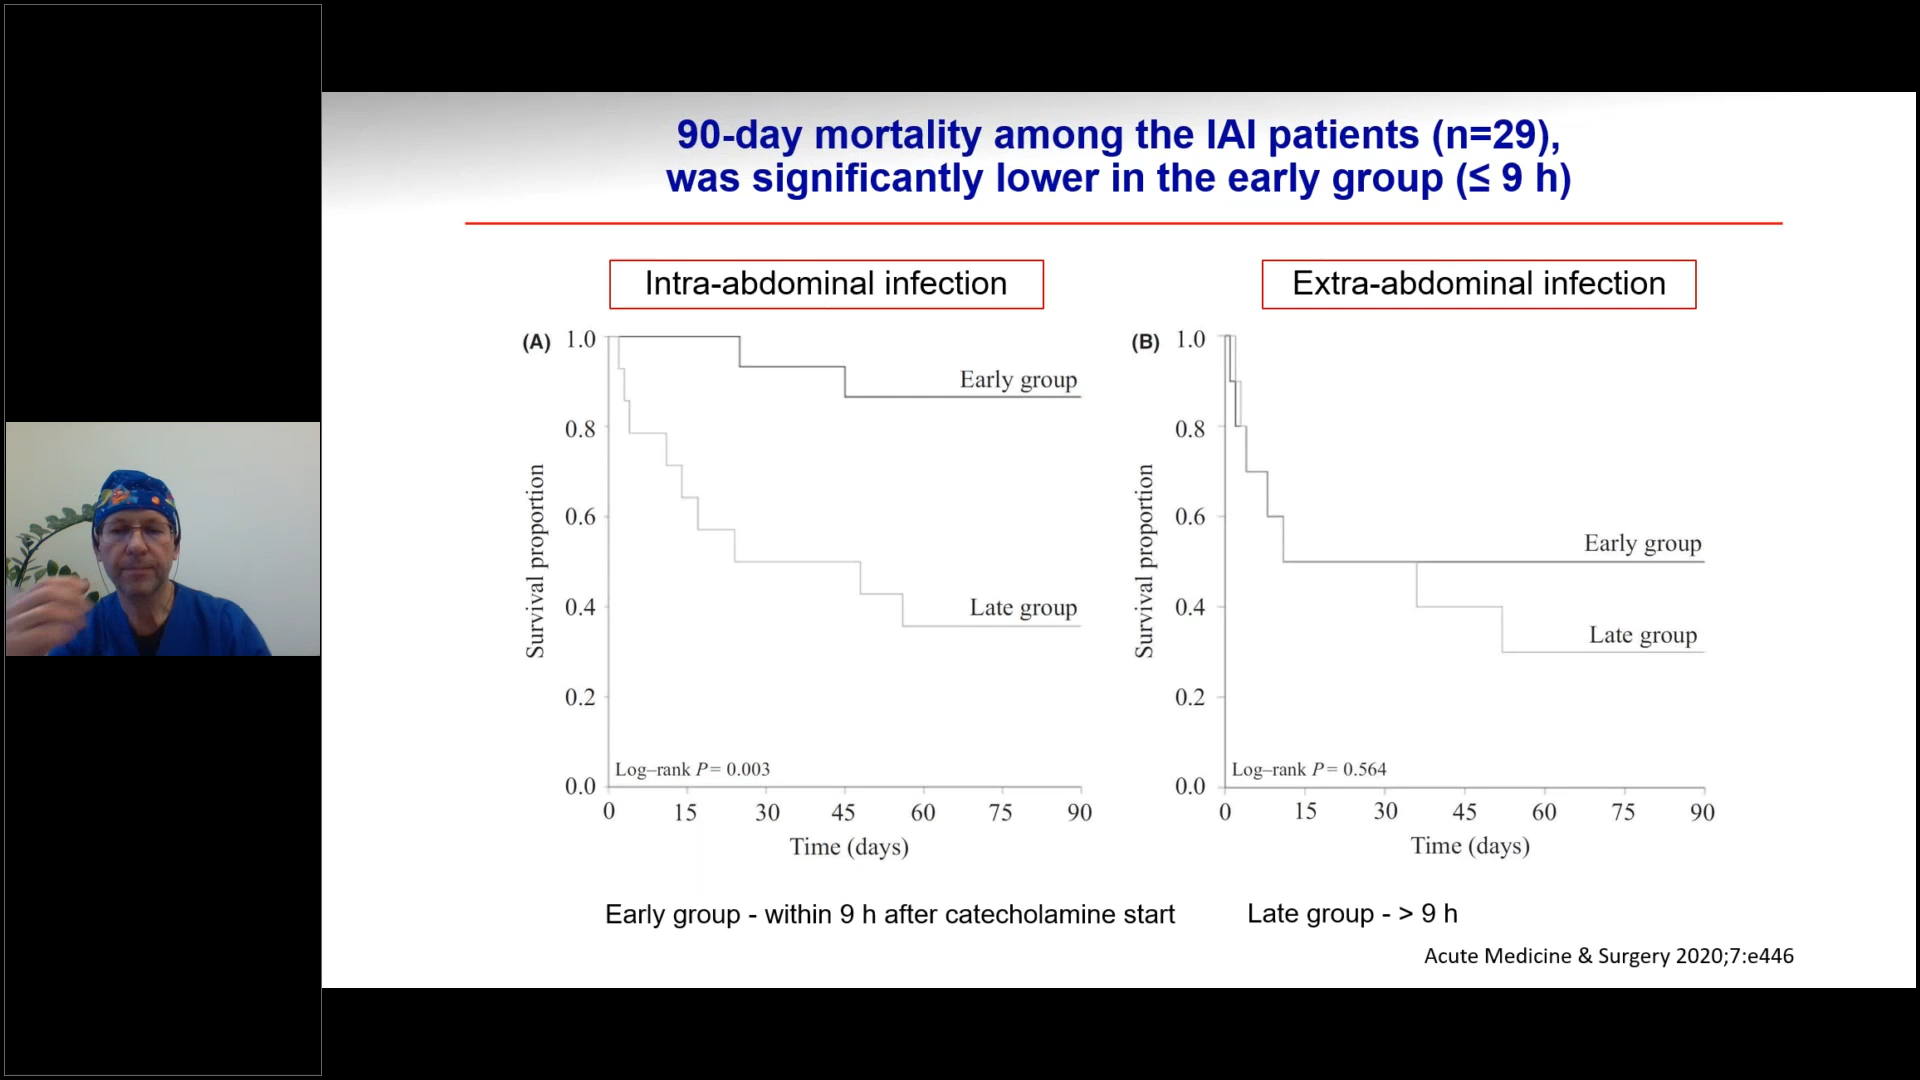 90-day mortality among the IAI patients (n=29),
was significantly lower in the early group (≤ 9 h)
Intra-abdominal infection
Extra-abdominal infection
(A)
1.0
0.8
0.6
0.4
0.2
0.0
Survival proportion
Early group
Late group
Log–rank P= 0.003
0 15 30 45 60 75 90
Time (days)
(B)
1.0
0.8
0.6
0.4
0.2
0.0
Survival proportion
Early group
Late group
Log–rank P= 0.564
0 15 30 45 60 75 90
Time (days)
Early group - within 9 h after catecholamine start
Late group - > 9 h
Acute Medicine & Surgery 2020;7:e446